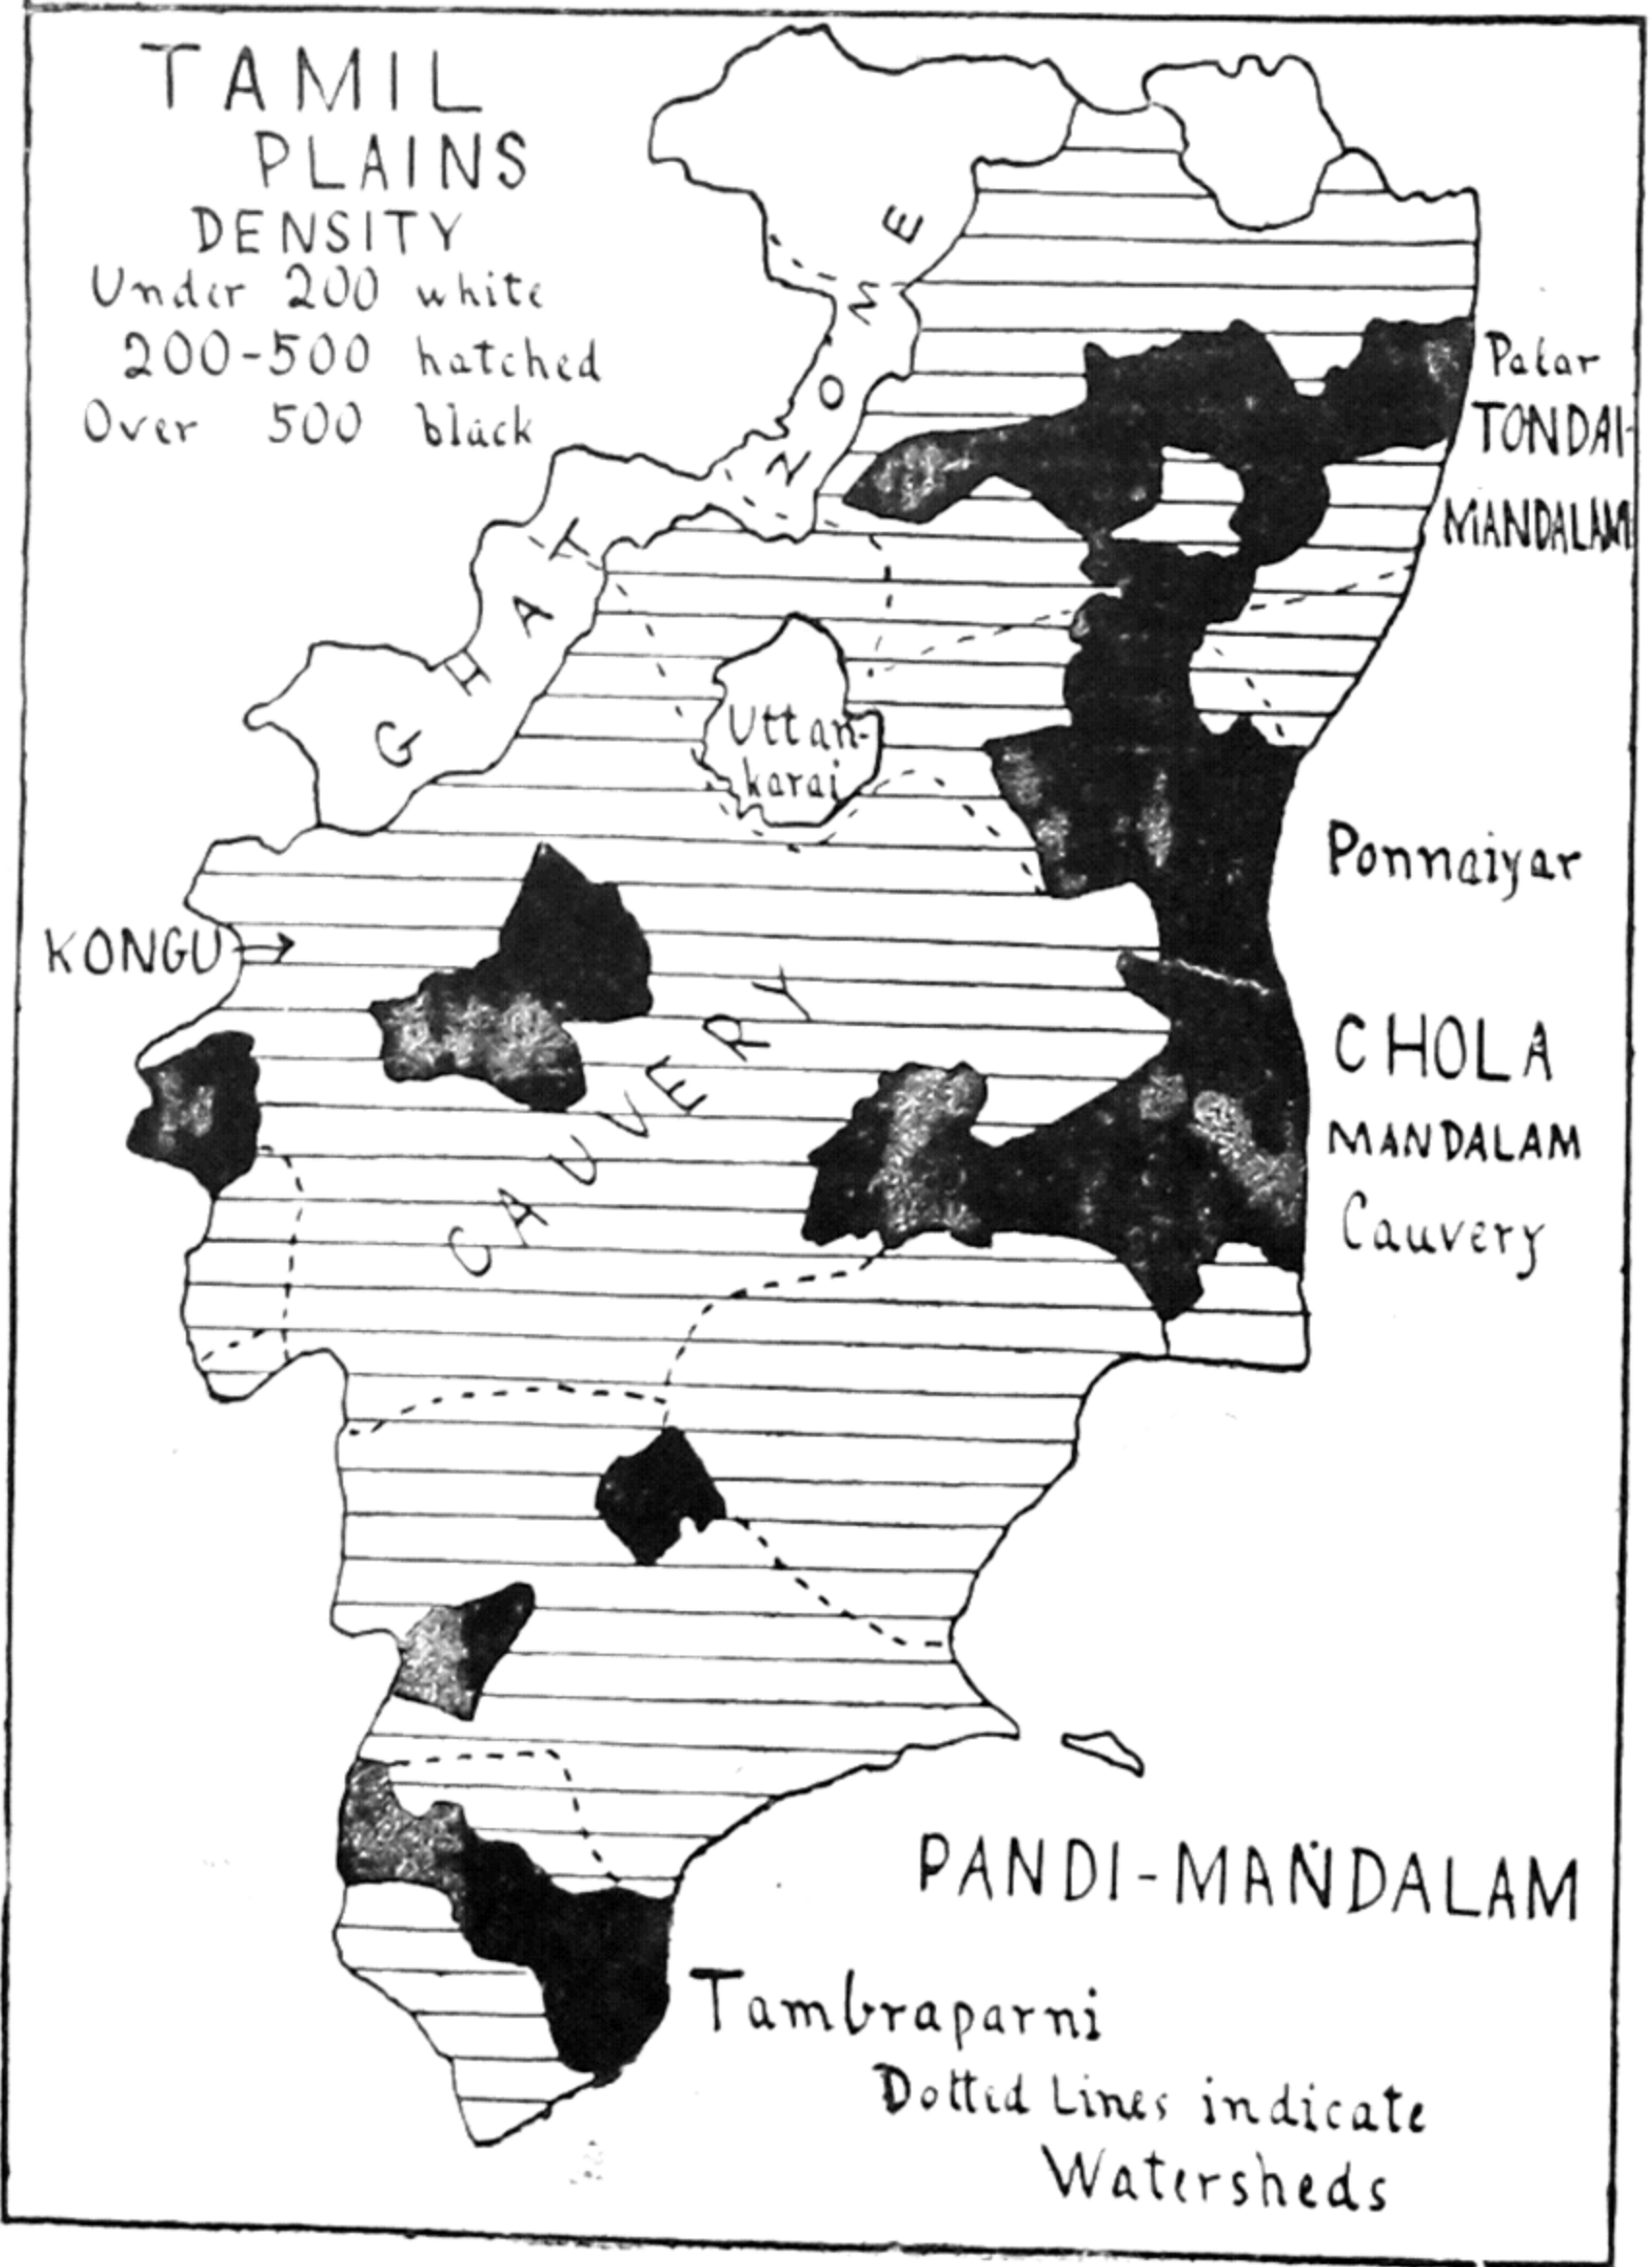 TAMIL
PLAINS
DENSITY
Under 200 white
200-500 hatched
Over 500 black
GHAT ZONE
Palar
TONDAI-
MANDALAM
Uttan-
karai
Ponnaiyar
KONGU
CAUVERY
CHOLA
MANDALAM
Cauvery
PANDI-MANDALAM
Tambraparni
Dotted Lines indicate
Watersheds